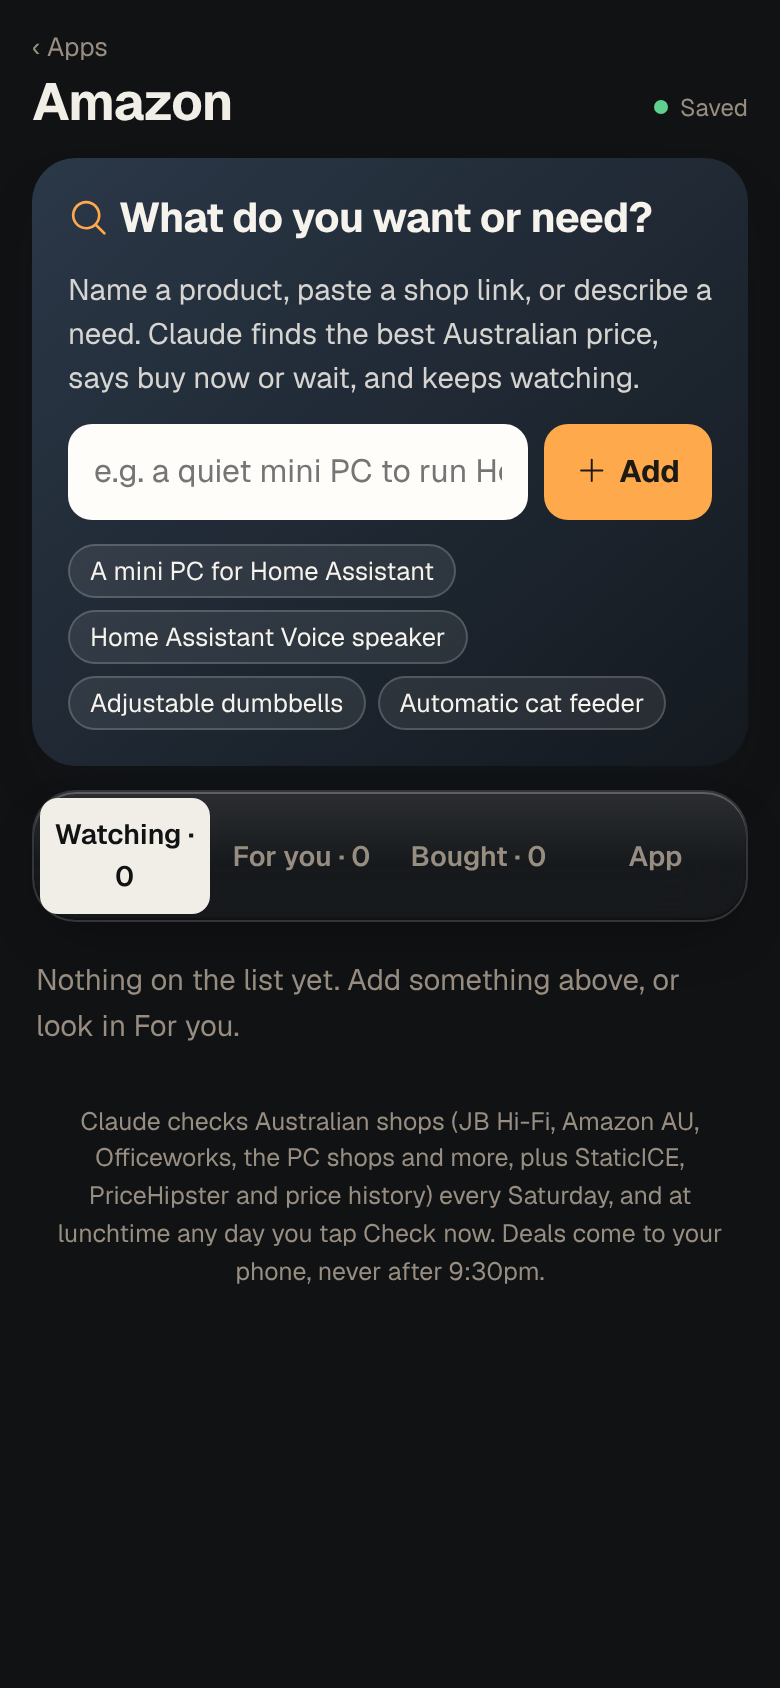 ‹ Apps
Amazon
Saved
What do you want or need?
Name a product, paste a shop link, or describe a
need. Claude finds the best Australian price,
says buy now or wait, and keeps watching.
e.g. a quiet mini PC to run
+ Add
A mini PC for Home Assistant
Home Assistant Voice speaker
Adjustable dumbbells
Automatic cat feeder
Watching ·
0
For you · 0
Bought · 0
App
Nothing on the list yet. Add something above, or
look in For you.
Claude checks Australian shops (JB Hi-Fi, Amazon AU,
Officeworks, the PC shops and more, plus StaticICE,
PriceHipster and price history) every Saturday, and at
lunchtime any day you tap Check now. Deals come to your
phone, never after 9:30pm.